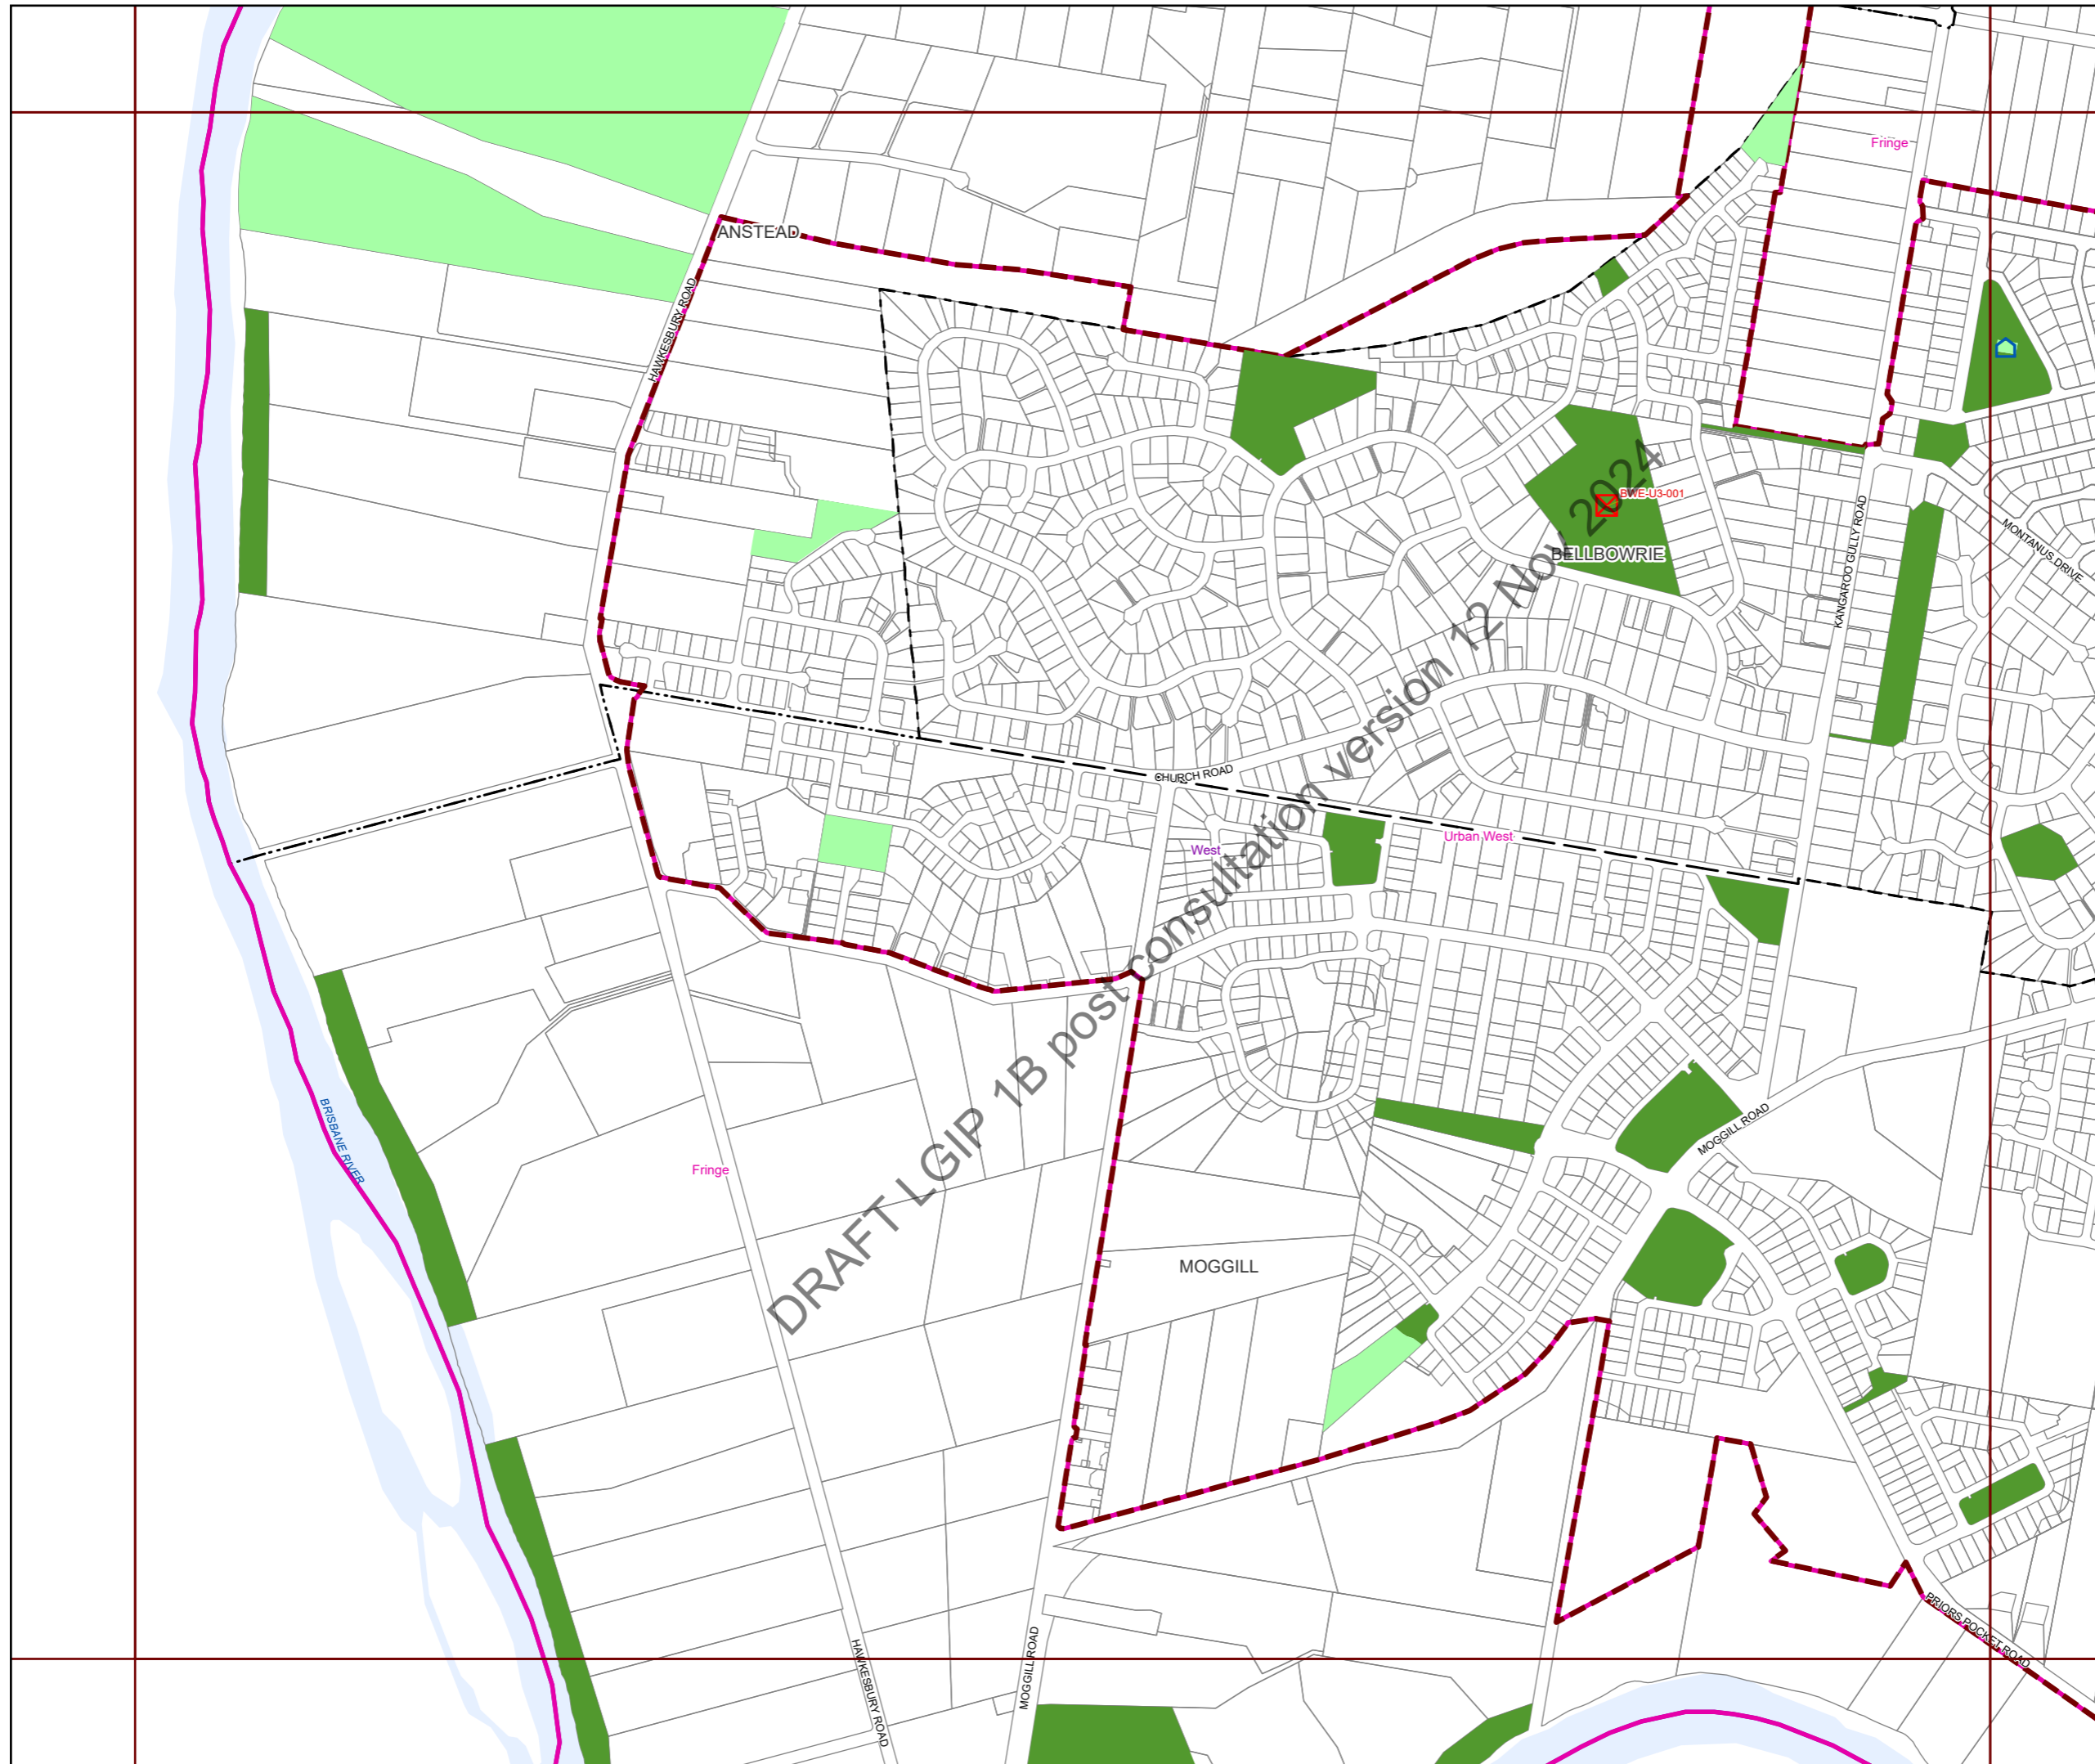 Fringe
ANSTEAD
HAWKESBURY ROAD
BWE-U3-001
BELLBOWRIE
KANGAROO GULLY ROAD
MONTANUS DRIVE
CHURCH ROAD
Urban West
West
DRAFT LGIP 1B post consultation version 12 Nov 2024
BRISBANE RIVER
MOGGILL ROAD
Fringe
MOGGILL
PRIORS POCKET ROAD
HAWKESBURY ROAD
MOGGILL ROAD